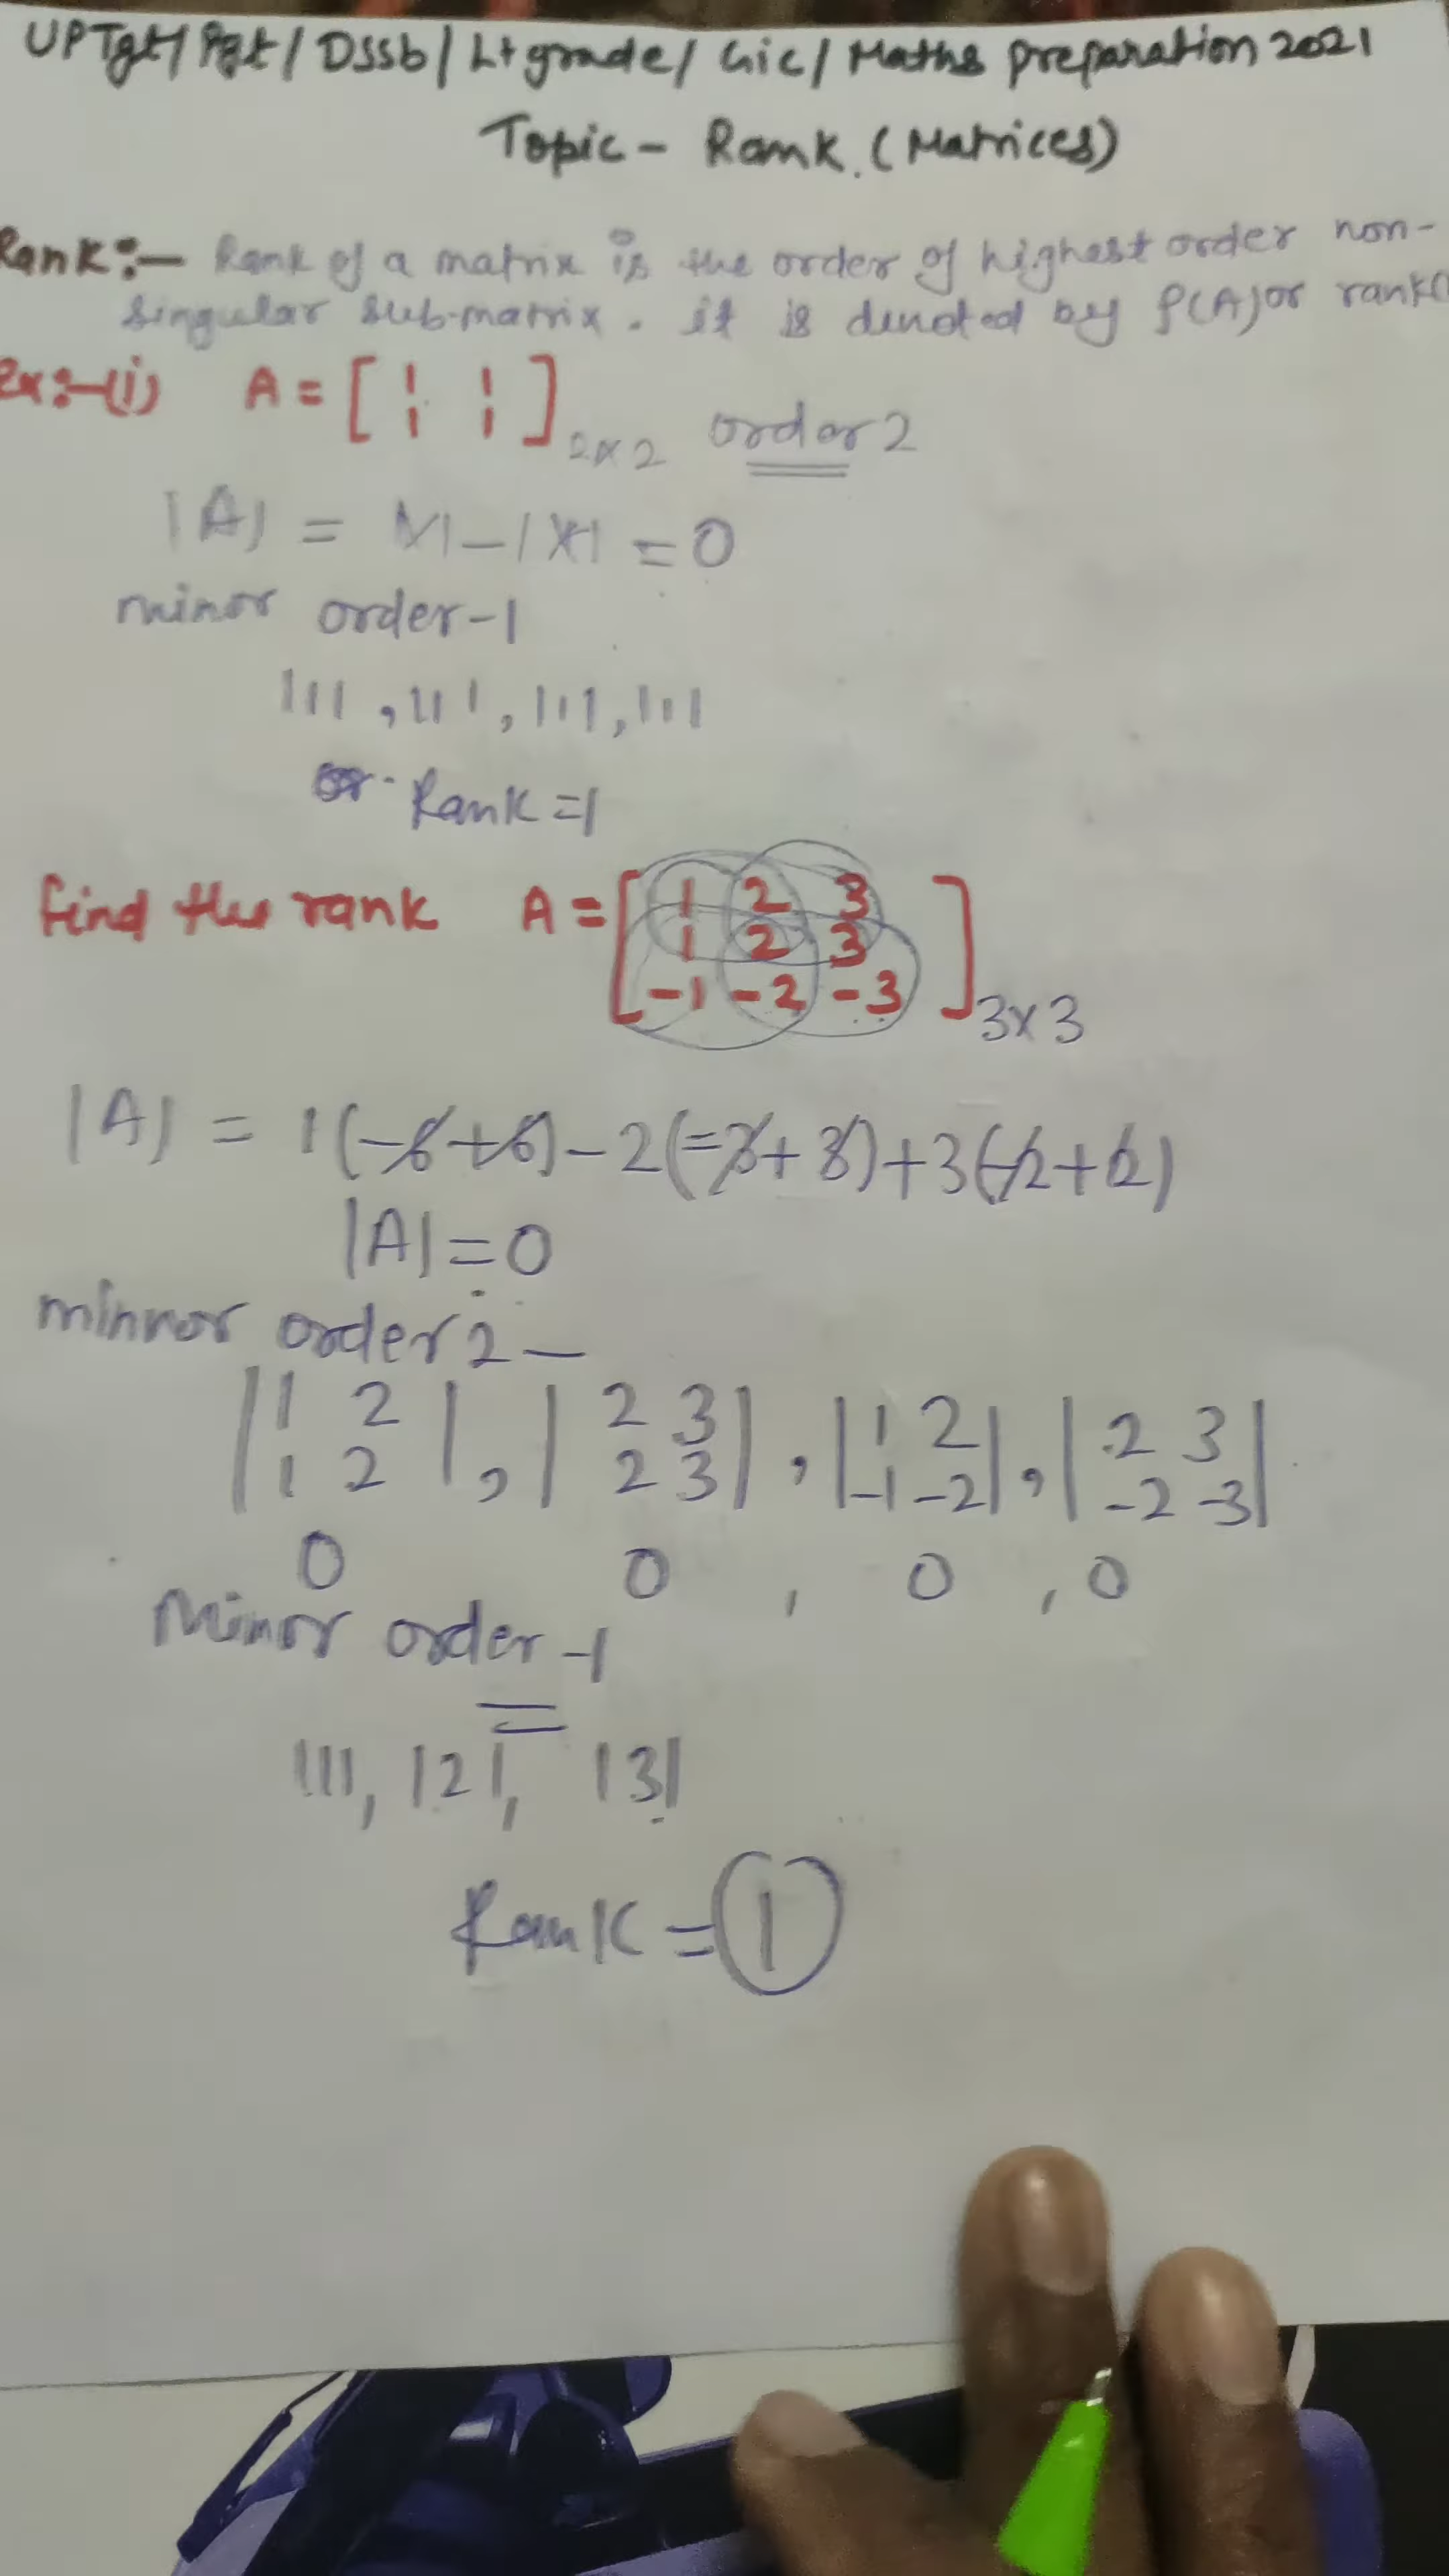 UPTgt/Pgt/Dssb/Lt grade/Gic/Maths preparation 2021
Topic - Rank. (Matrices)
Rank:- Rank of a matrix is the order of highest order non-
singular sub-matrix. it is denoted by ρ(A) or rank(
Ex:-(i) A = [ 1 1
1 1 ] 2x2 order 2
|A| = 1x1 - 1x1 = 0
minor order-1
|1|, |1|, |1|, |1|
Rank = 1
find the rank A = [ 1 2 3
1 2 3
-1 -2 -3 ] 3x3
|A| = 1(-6+6) - 2(-3+3) + 3(-2+2)
|A| = 0
minnor order 2 -
|1 2|, |2 3|, |1 2|, |2 3|
|1 2| |2 3| |-1 -2| |-2 -3|
0 0 , 0 , 0
Minor order -1
|1|, |2|, |3|
Rank = 1